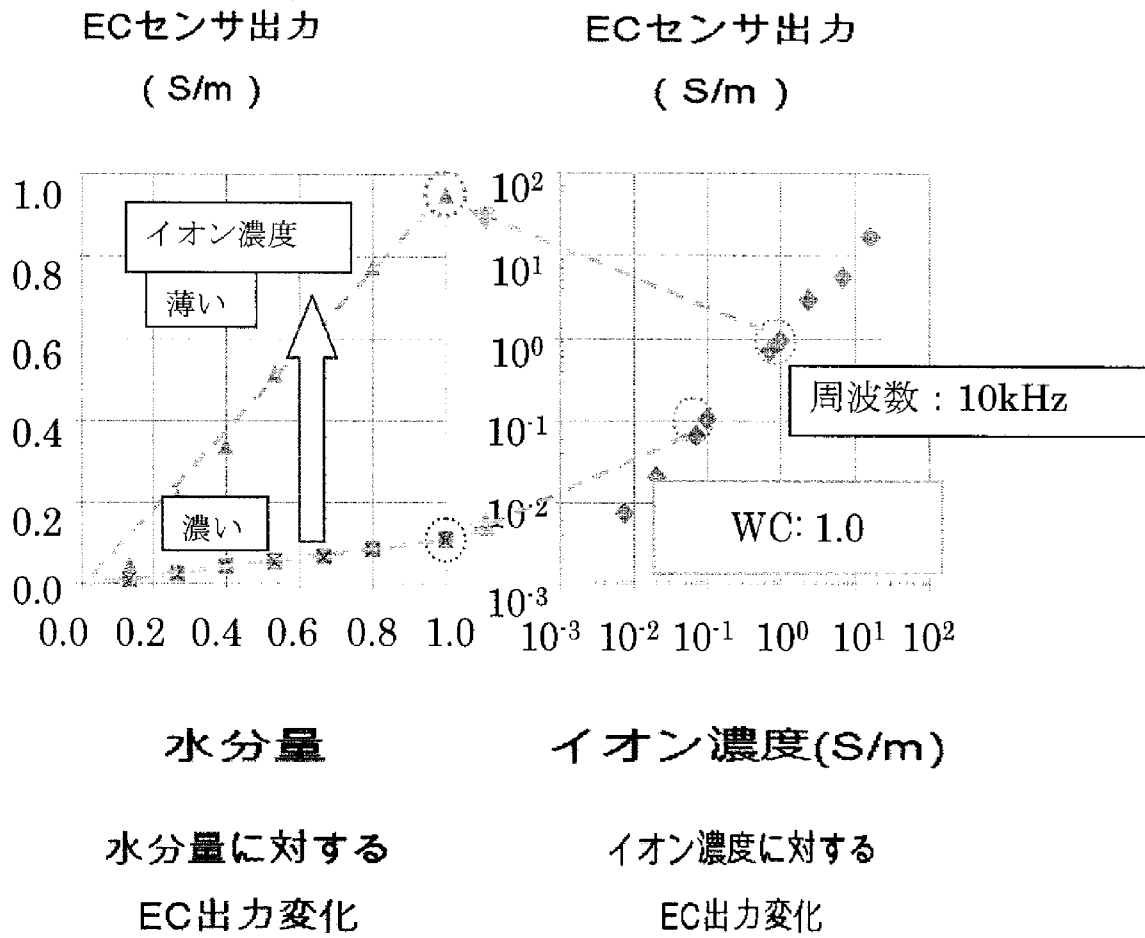 ECセンサ出力
( S/m )
1.0
0.8
0.6
0.4
0.2
0.0
0.0 0.2 0.4 0.6 0.8 1.0
イオン濃度
薄い
濃い
水分量
水分量に対する
EC出力変化
ECセンサ出力
( S/m )
10²
10¹
10⁰
10⁻¹
10⁻²
10⁻³
10⁻³ 10⁻² 10⁻¹ 10⁰ 10¹ 10²
周波数：10kHz
WC: 1.0
イオン濃度(S/m)
イオン濃度に対する
EC出力変化